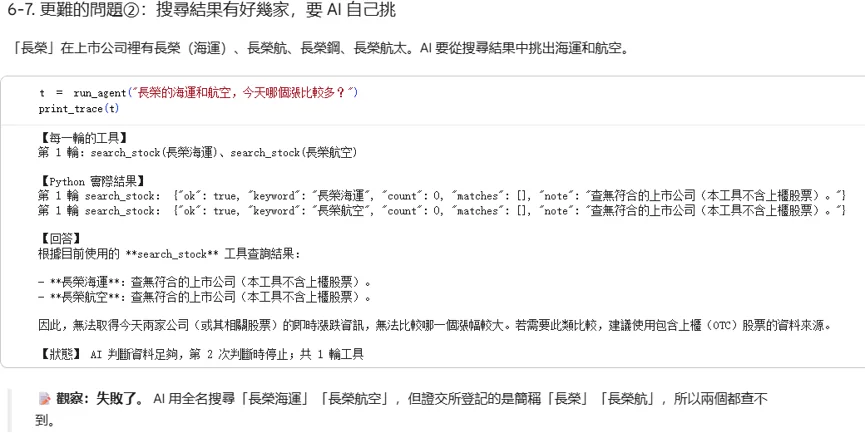 6-7. 更難的問題②：搜尋結果有好幾家，要 AI 自己挑
「長榮」在上市公司裡有長榮（海運）、長榮航、長榮鋼、長榮航太。AI 要從搜尋結果中挑出海運和航空。
t = run_agent("長榮的海運和航空，今天哪個漲比較多？")
print_trace(t)
【每一輪的工具】
第 1 輪：search_stock(長榮海運)、search_stock(長榮航空)
【Python 實際結果】
第 1 輪 search_stock： {"ok": true, "keyword": "長榮海運", "count": 0, "matches": [], "note": "查無符合的上市公司（本工具不含上櫃股票）。"}
第 1 輪 search_stock： {"ok": true, "keyword": "長榮航空", "count": 0, "matches": [], "note": "查無符合的上市公司（本工具不含上櫃股票）。"}
【回答】
根據目前使用的 **search_stock** 工具查詢結果：
- **長榮海運**：查無符合的上市公司（本工具不含上櫃股票）。
- **長榮航空**：查無符合的上市公司（本工具不含上櫃股票）。
因此，無法取得今天兩家公司（或其相關股票）的即時漲跌資訊，無法比較哪一個漲幅較大。若需要此類比較，建議使用包含上櫃（OTC）股票的資料來源。
【狀態】 AI 判斷資料足夠，第 2 次判斷時停止；共 1 輪工具
📝 觀察：失敗了。 AI 用全名搜尋「長榮海運」「長榮航空」，但證交所登記的是簡稱「長榮」「長榮航」，所以兩個都查不
到。